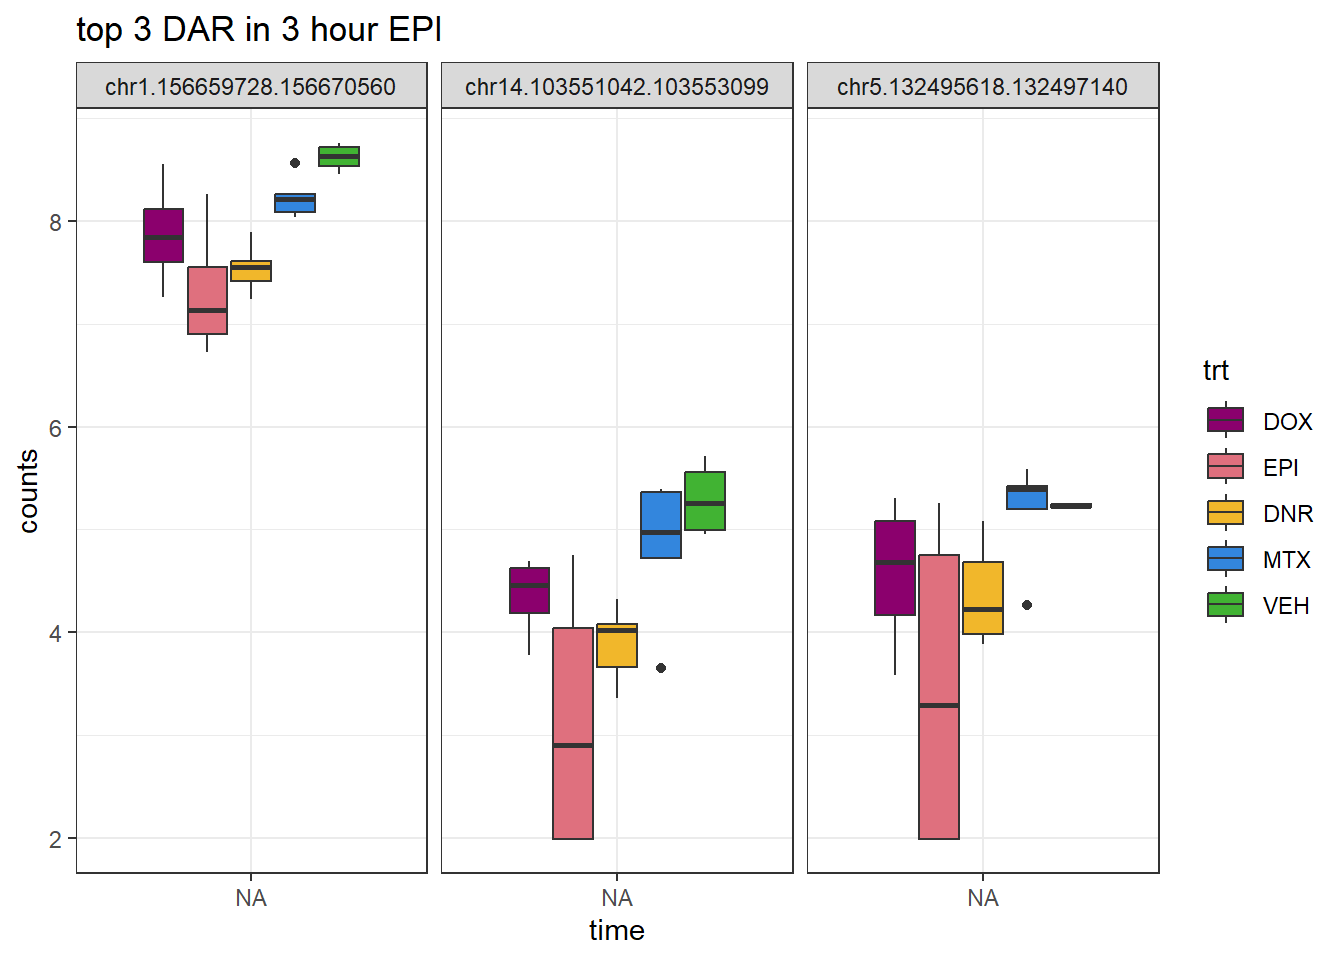 top 3 DAR in 3 hour EPI
chr1.156659728.156670560
chr14.103551042.103553099
chr5.132495618.132497140
8
6
4
2
counts
NA
NA
NA
time
trt
DOX
EPI
DNR
MTX
VEH